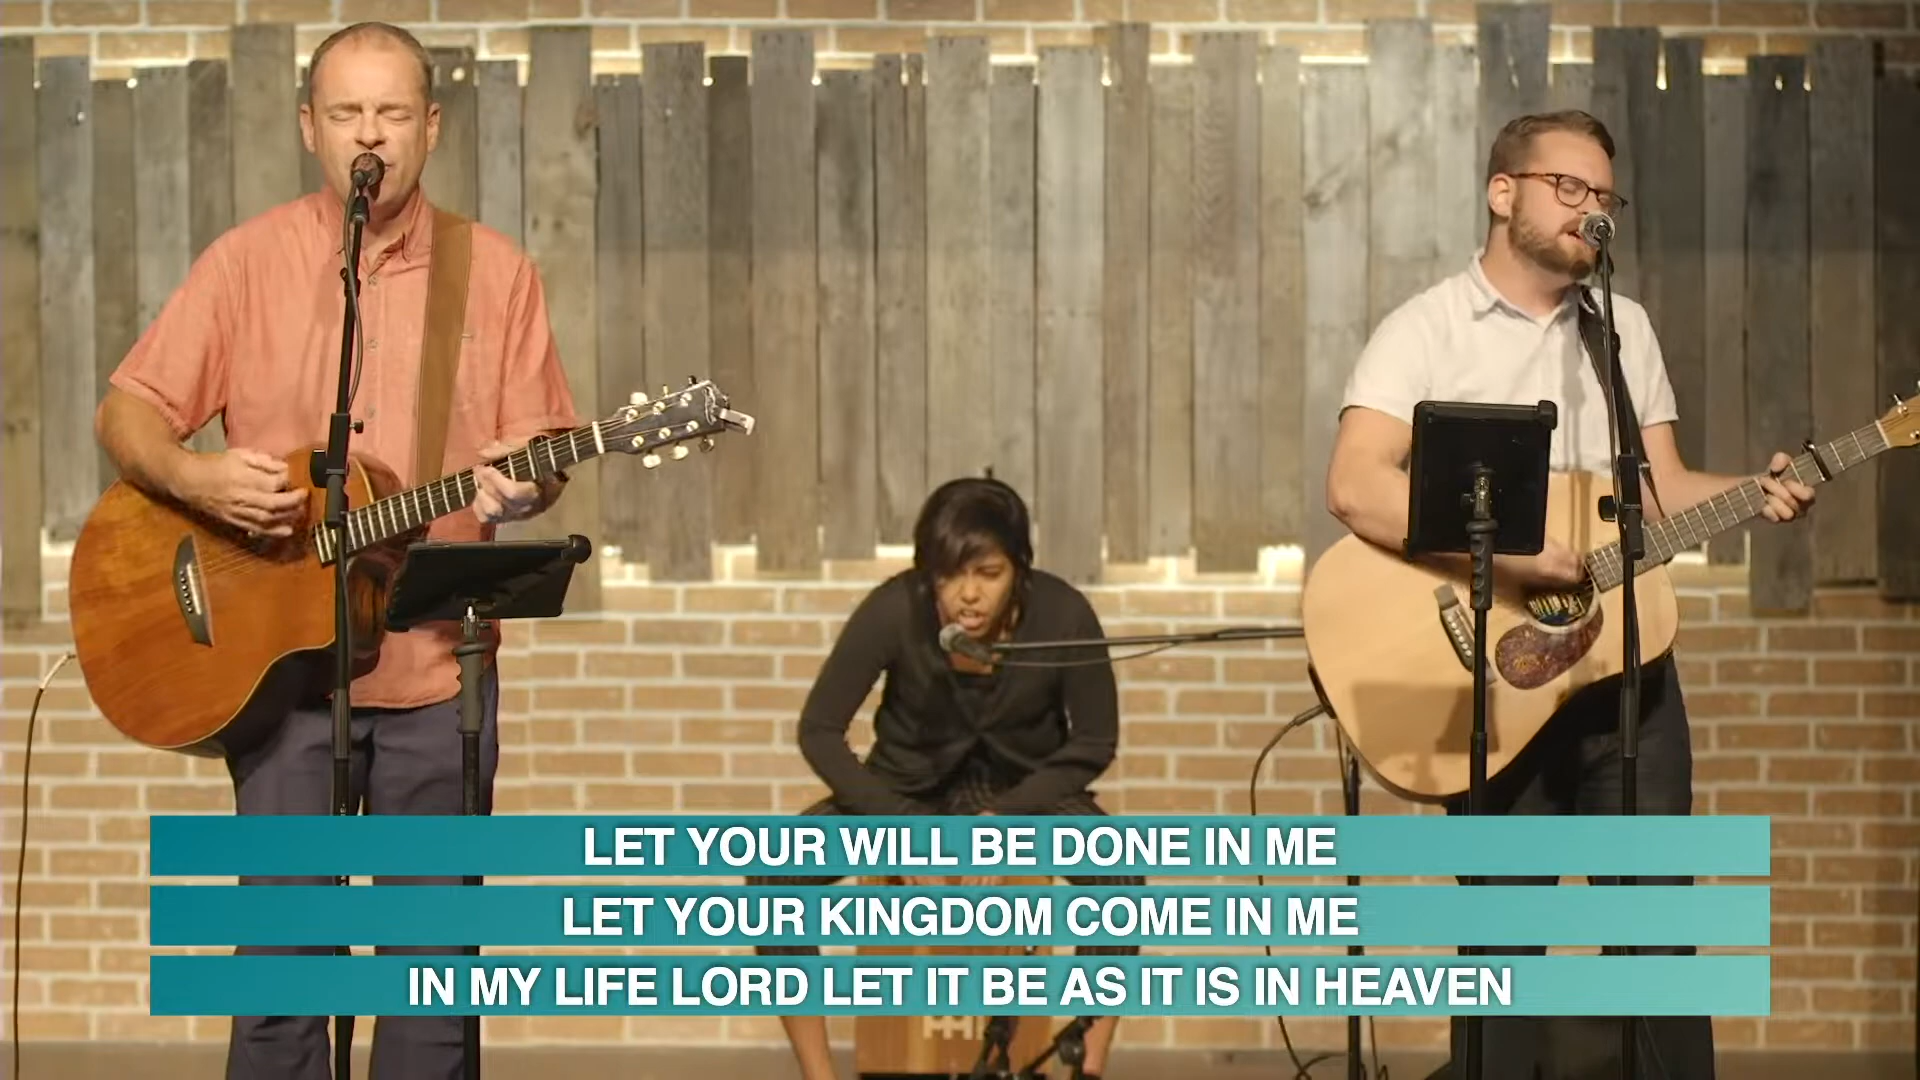 LET YOUR WILL BE DONE IN ME
LET YOUR KINGDOM COME IN ME
IN MY LIFE LORD LET IT BE AS IT IS IN HEAVEN